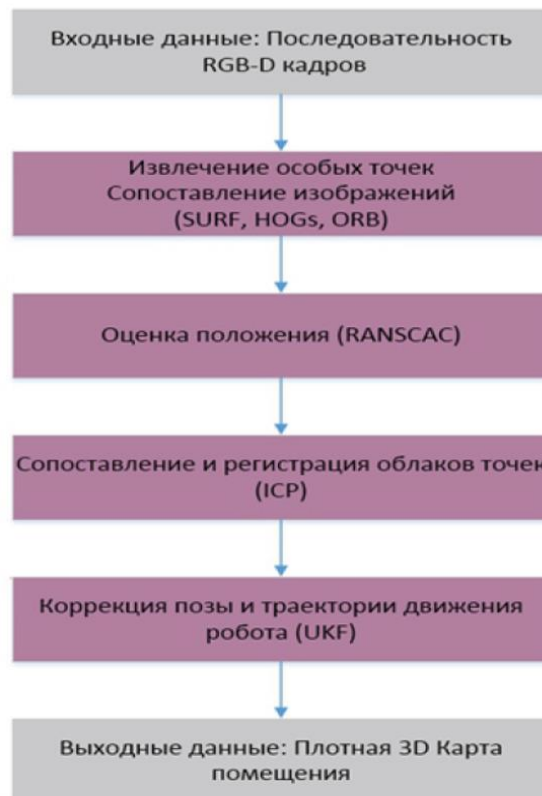 Входные данные: Последовательность
RGB-D кадров
Извлечение особых точек
Сопоставление изображений
(SURF, HOGs, ORB)
Оценка положения (RANSCAC)
Сопоставление и регистрация облаков точек
(ICP)
Коррекция позы и траектории движения
робота (UKF)
Выходные данные: Плотная 3D Карта
помещения